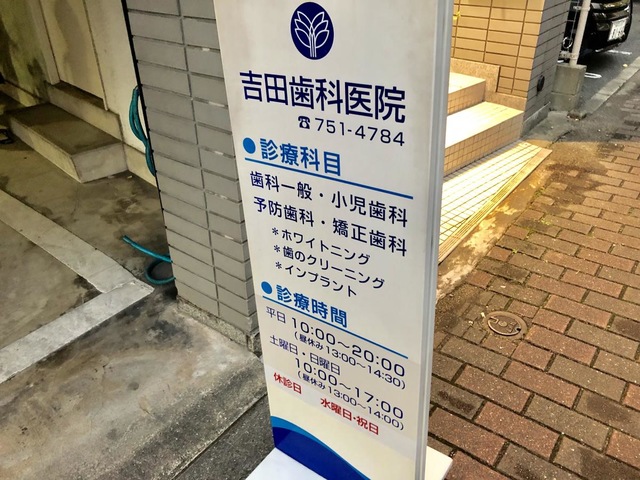 吉田歯科医院
☎751-4784
●診療科目
歯科一般・小児歯科
予防歯科・矯正歯科
＊ホワイトニング
＊歯のクリーニング
＊インプラント
●診療時間
平日 10:00～20:00
(昼休み13:00～14:30)
土曜日・日曜日
10:00～17:00
(昼休み13:00～14:00)
休診日 水曜日・祝日